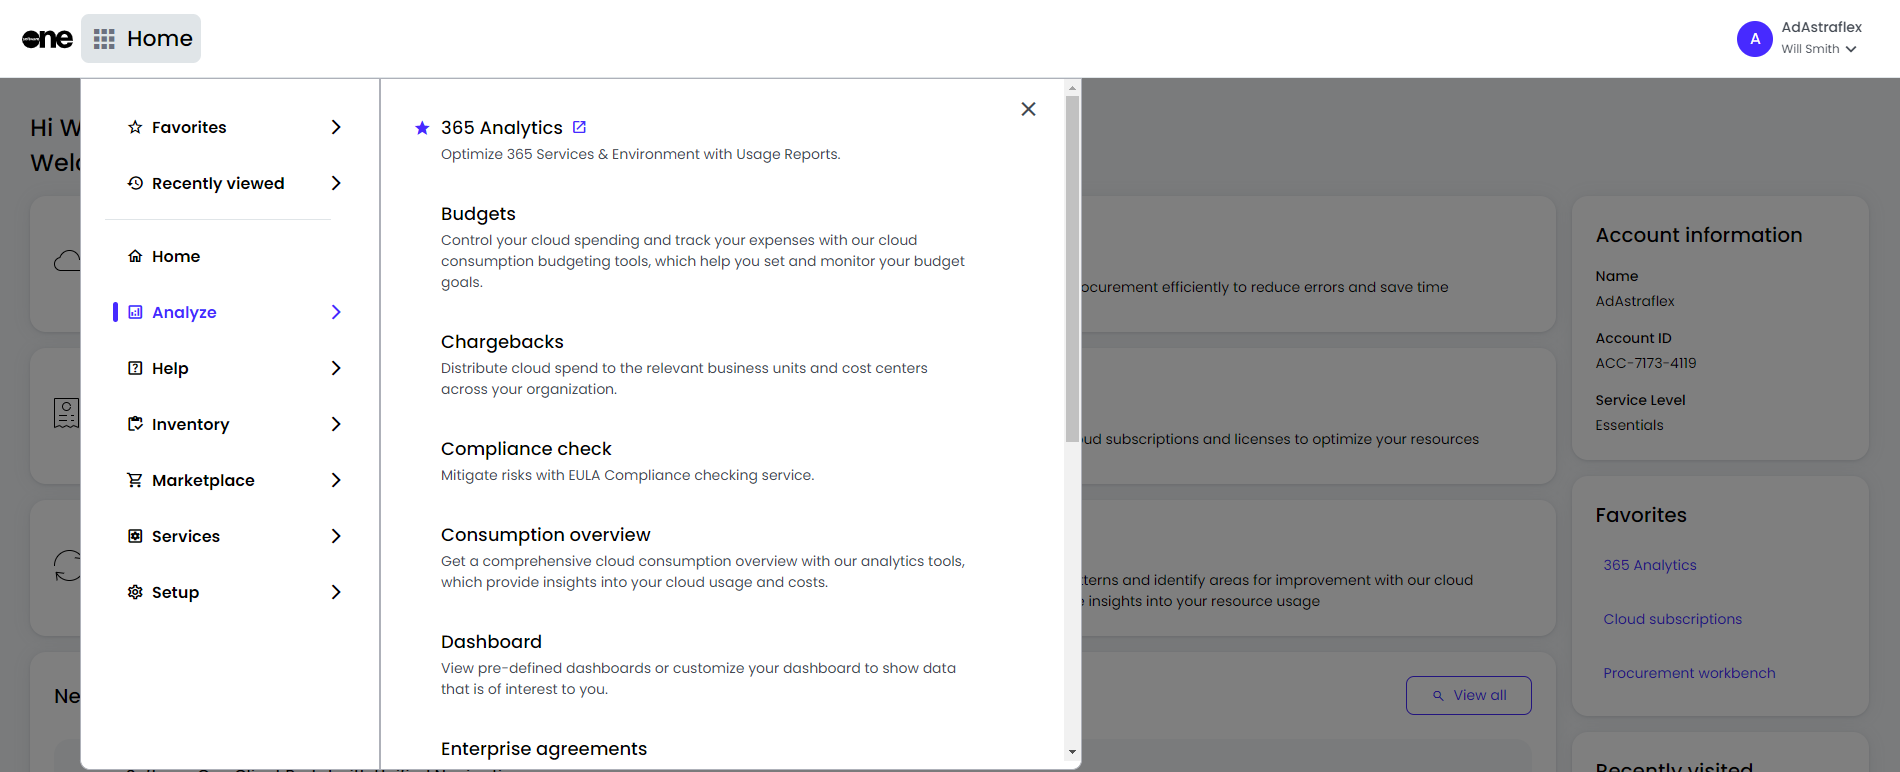 one
Home
A
AdAstraflex
Will Smith
Hi W
Welc
Favorites
Recently viewed
Home
Analyze
Help
Inventory
Marketplace
Services
Setup
365 Analytics
Optimize 365 Services & Environment with Usage Reports.
Budgets
Control your cloud spending and track your expenses with our cloud
consumption budgeting tools, which help you set and monitor your budget
goals.
Chargebacks
Distribute cloud spend to the relevant business units and cost centers
across your organization.
Compliance check
Mitigate risks with EULA Compliance checking service.
Consumption overview
Get a comprehensive cloud consumption overview with our analytics tools,
which provide insights into your cloud usage and costs.
Dashboard
View pre-defined dashboards or customize your dashboard to show data
that is of interest to you.
Enterprise agreements
ocurement efficiently to reduce errors and save time
ud subscriptions and licenses to optimize your resources
tterns and identify areas for improvement with our cloud
insights into your resource usage
Ne
View all
Account information
Name
AdAstraflex
Account ID
ACC-7173-4119
Service Level
Essentials
Favorites
365 Analytics
Cloud subscriptions
Procurement workbench
Recently visited